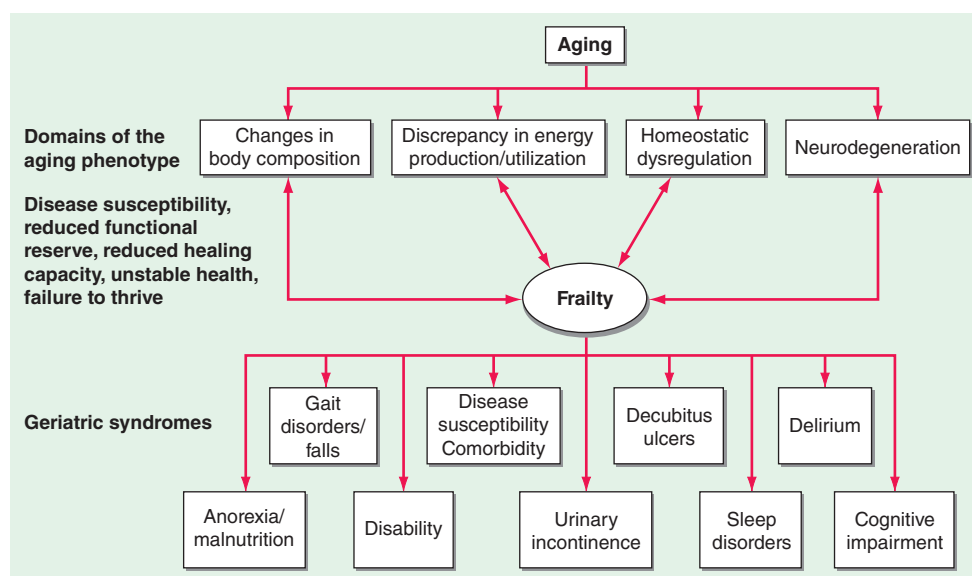 Aging
Domains of the
aging phenotype
Changes in
body composition
Discrepancy in energy
production/utilization
Homeostatic
dysregulation
Neurodegeneration
Disease susceptibility,
reduced functional
reserve, reduced healing
capacity, unstable health,
failure to thrive
Frailty
Geriatric syndromes
Gait
disorders/
falls
Disease
susceptibility
Comorbidity
Decubitus
ulcers
Delirium
Anorexia/
malnutrition
Disability
Urinary
incontinence
Sleep
disorders
Cognitive
impairment